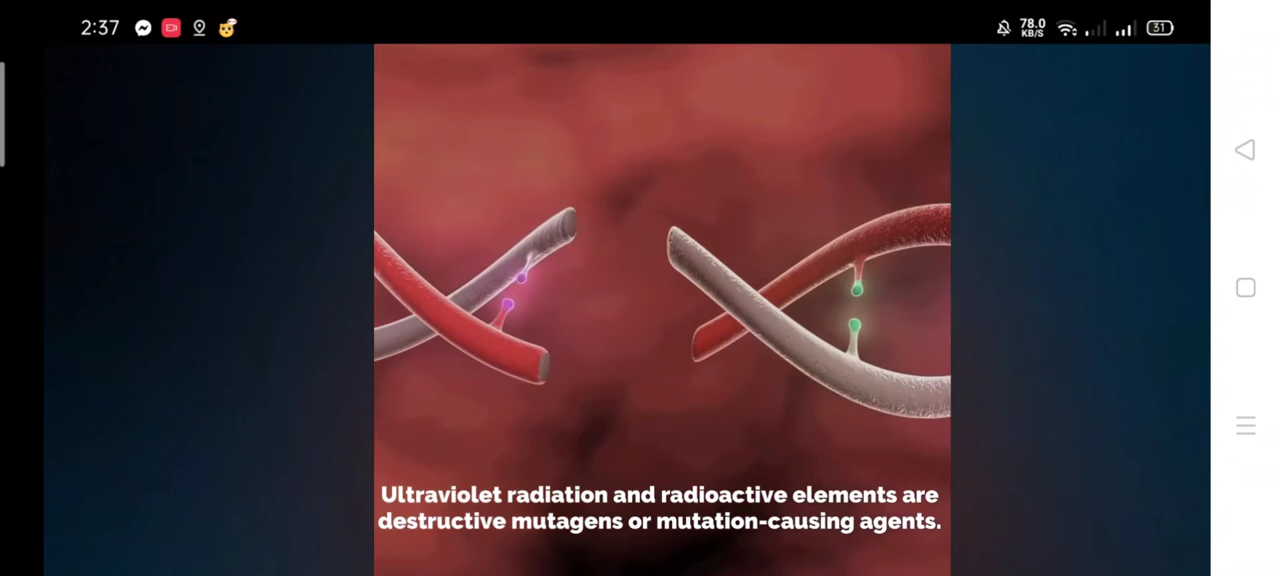 2:37
78.0
KB/S
31
Ultraviolet radiation and radioactive elements are
destructive mutagens or mutation-causing agents.